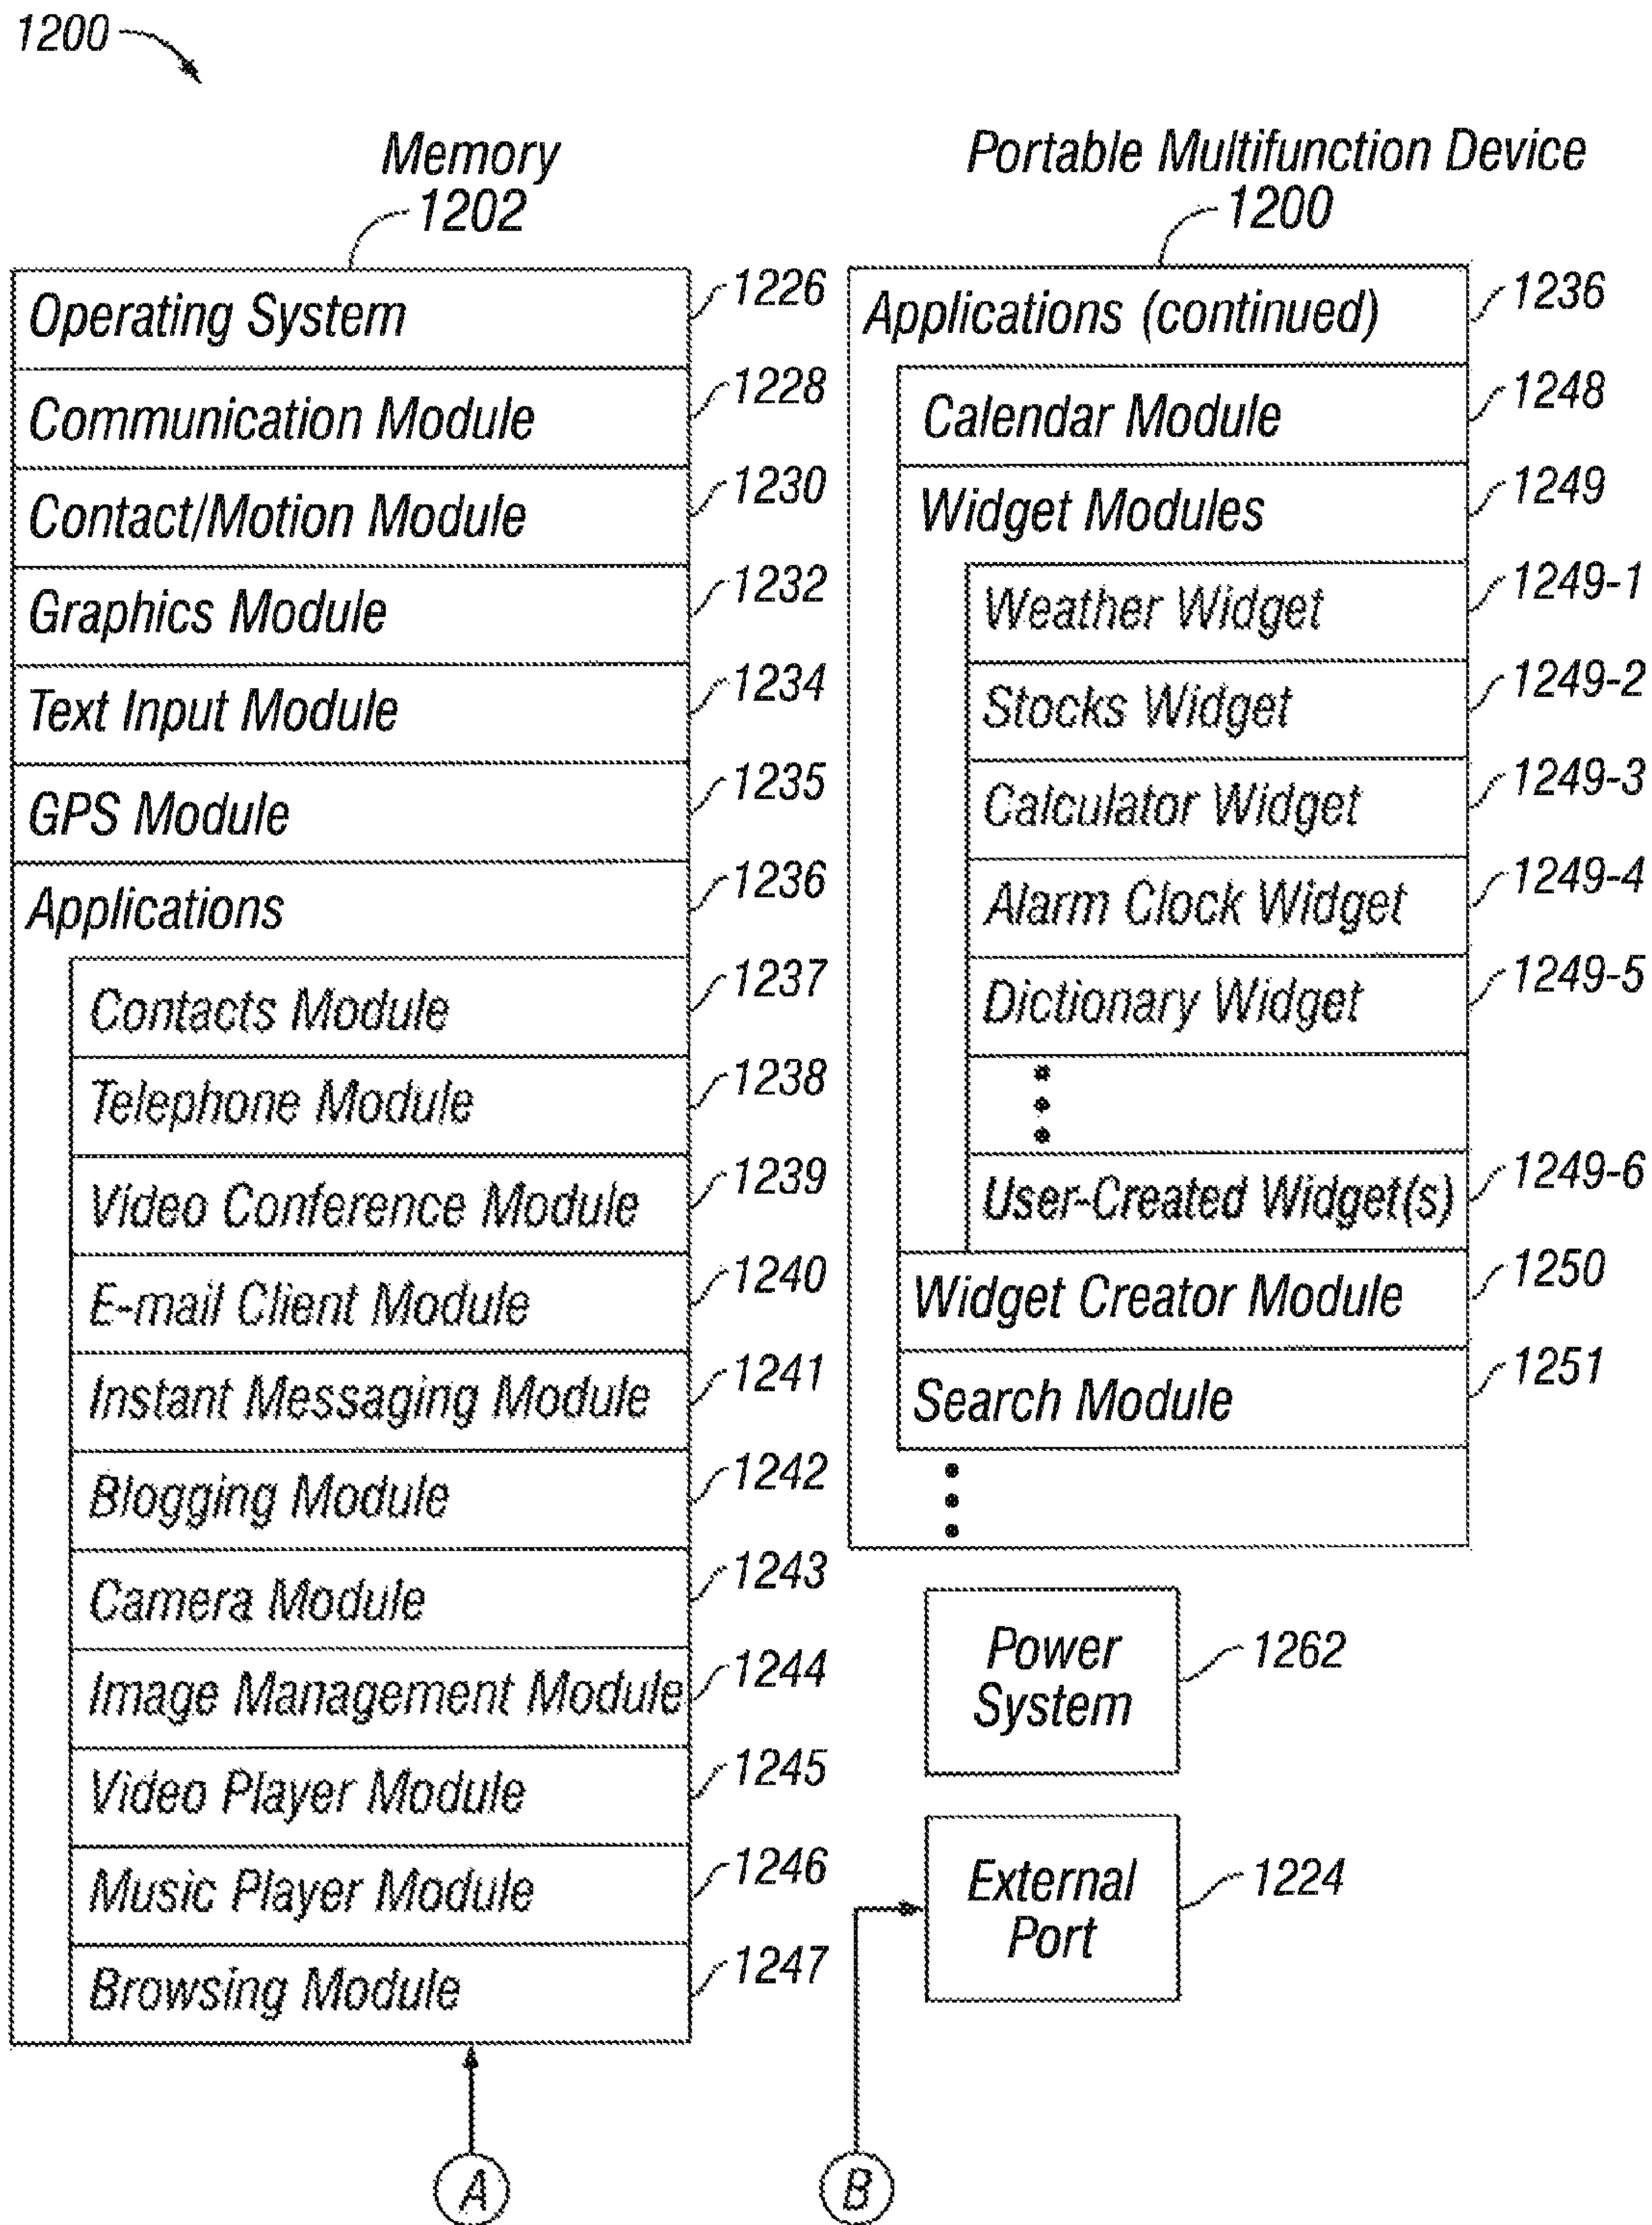 1200
Memory
1202
Operating System 1226
Communication Module 1228
Contact/Motion Module 1230
Graphics Module 1232
Text Input Module 1234
GPS Module 1235
Applications 1236
Contacts Module 1237
Telephone Module 1238
Video Conference Module 1239
E-mail Client Module 1240
Instant Messaging Module 1241
Blogging Module 1242
Camera Module 1243
Image Management Module 1244
Video Player Module 1245
Music Player Module 1246
Browsing Module 1247
A
Portable Multifunction Device
1200
Applications (continued) 1236
Calendar Module 1248
Widget Modules 1249
Weather Widget 1249-1
Stocks Widget 1249-2
Calculator Widget 1249-3
Alarm Clock Widget 1249-4
Dictionary Widget 1249-5
User-Created Widget(s) 1249-6
Widget Creator Module 1250
Search Module 1251
Power
System
1262
External
Port
1224
B